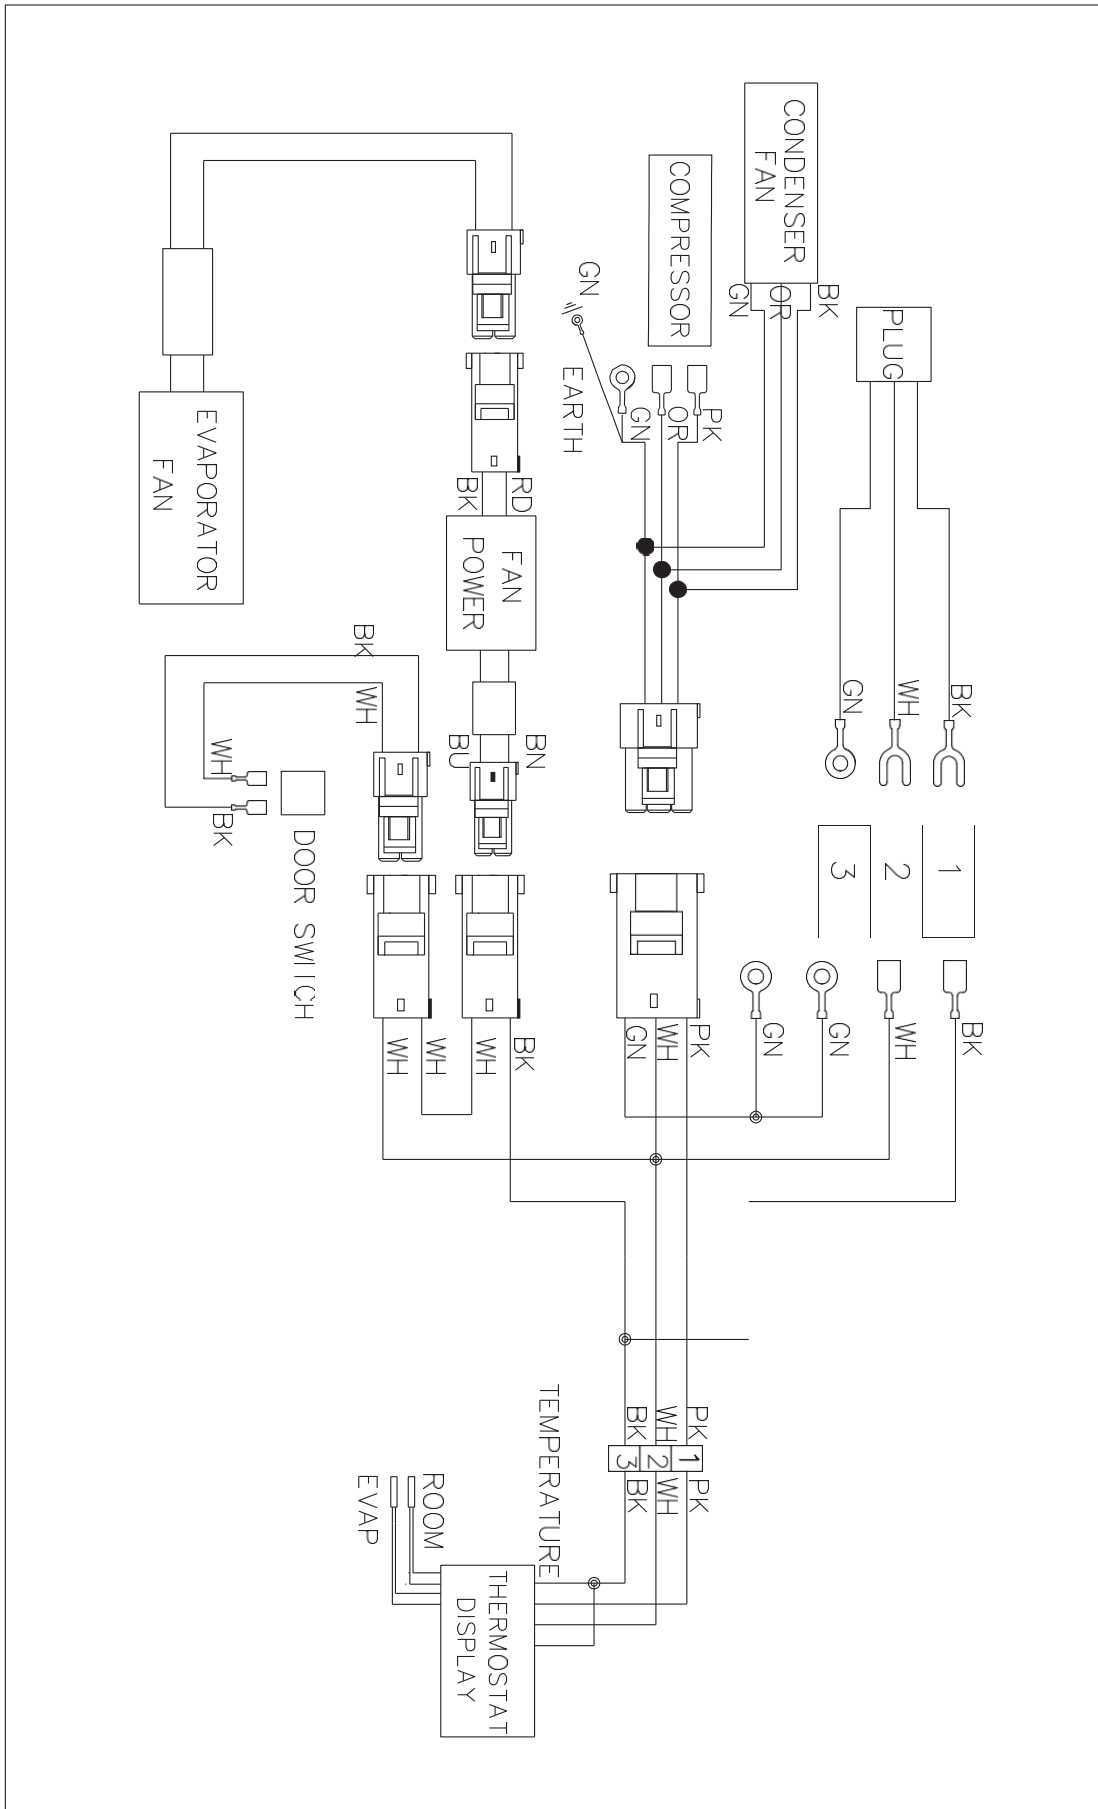 CONDENSER
FAN
BK
OR
GN
COMPRESSOR
PK
OR
GN
GN
EARTH
PLUG
BK
WH
GN
1
2
3
BK
WH
GN
GN
PK
WH
GN
EVAPORATOR
FAN
RD
BK
FAN
POWER
BN
BU
BK
WH
WH
BK
DOOR SWICH
BK
WH
WH
WH
PK
WH
BK
1
2
3
PK
WH
BK
TEMPERATURE
ROOM
EVAP
THERMOSTAT
DISPLAY